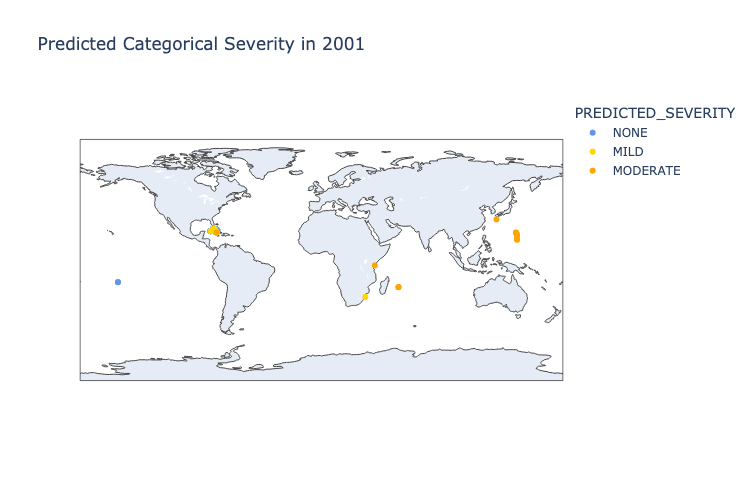 Predicted Categorical Severity in 2001
PREDICTED_SEVERITY
NONE
MILD
MODERATE